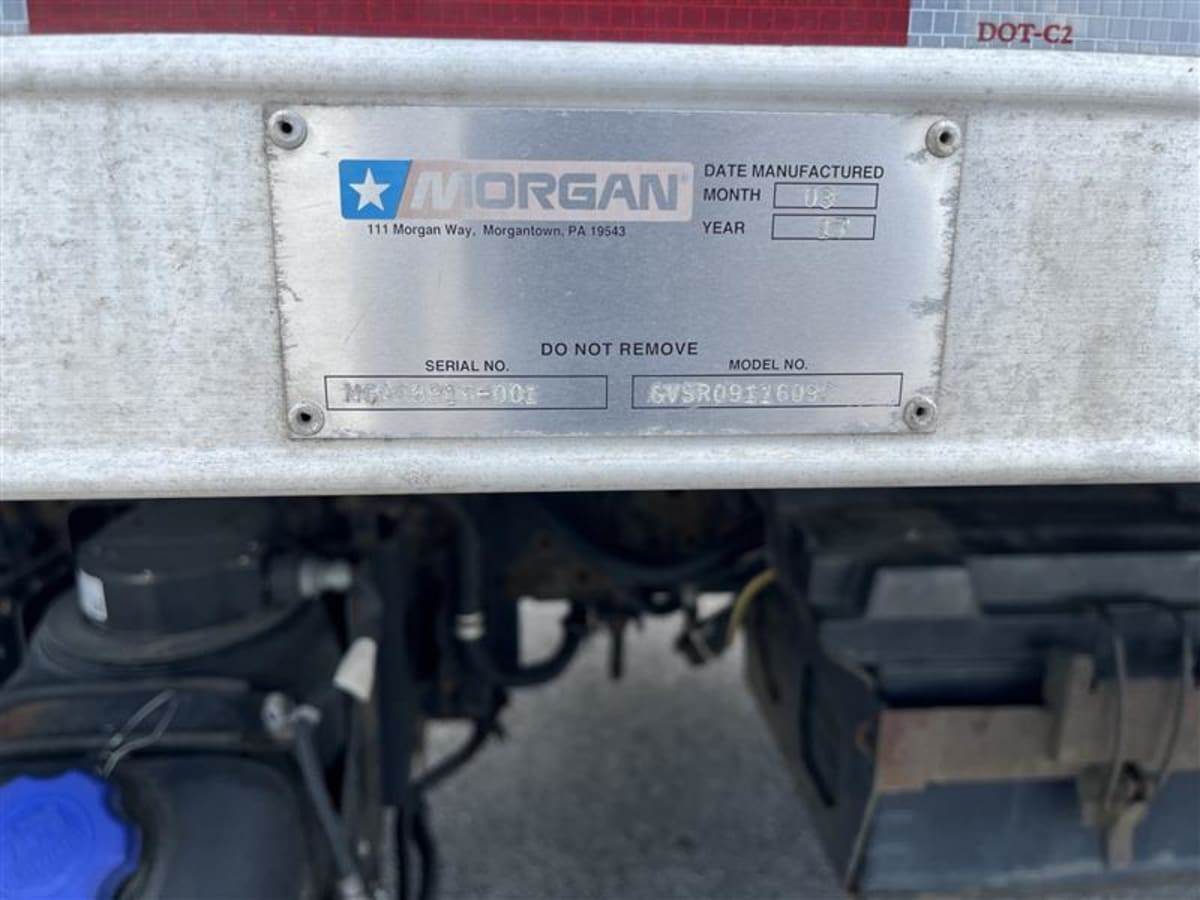 DOT-C2
MORGAN®
111 Morgan Way, Morgantown, PA 19543
DATE MANUFACTURED
MONTH
YEAR 13
DO NOT REMOVE
SERIAL NO.
MODEL NO.